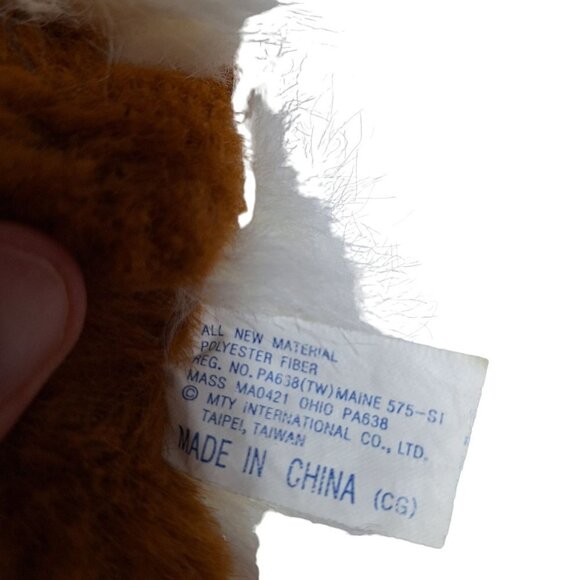 ALL NEW MATERIAL
POLYESTER FIBER
REG. NO. PA638(TW) MAINE 575-SI
MASS MA0421 OHIO PA638
© MTY INTERNATIONAL CO., LTD.
TAIPEI, TAIWAN
MADE IN CHINA (CG)